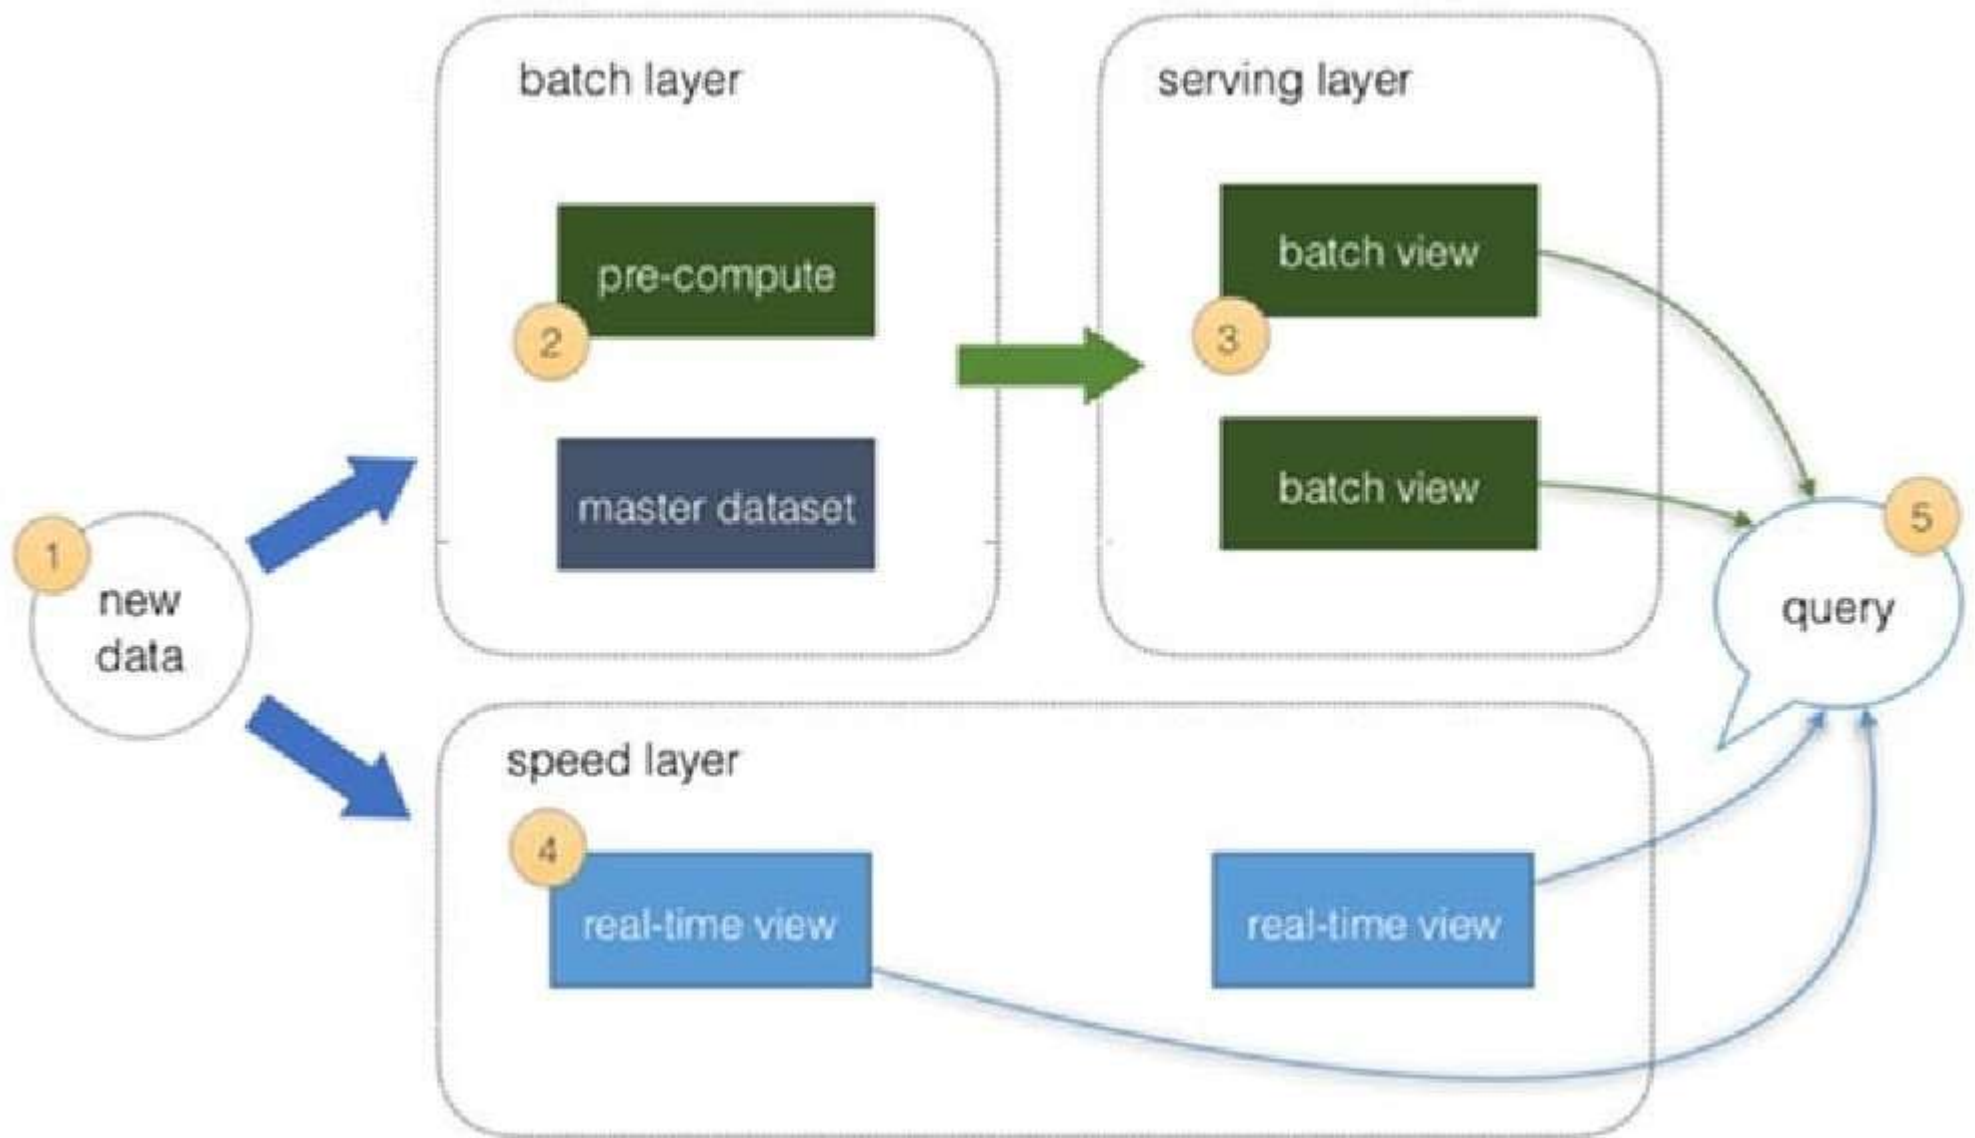 batch layer
pre-compute
2
master dataset
serving layer
batch view
3
batch view
1
new
data
5
query
speed layer
4
real-time view
real-time view